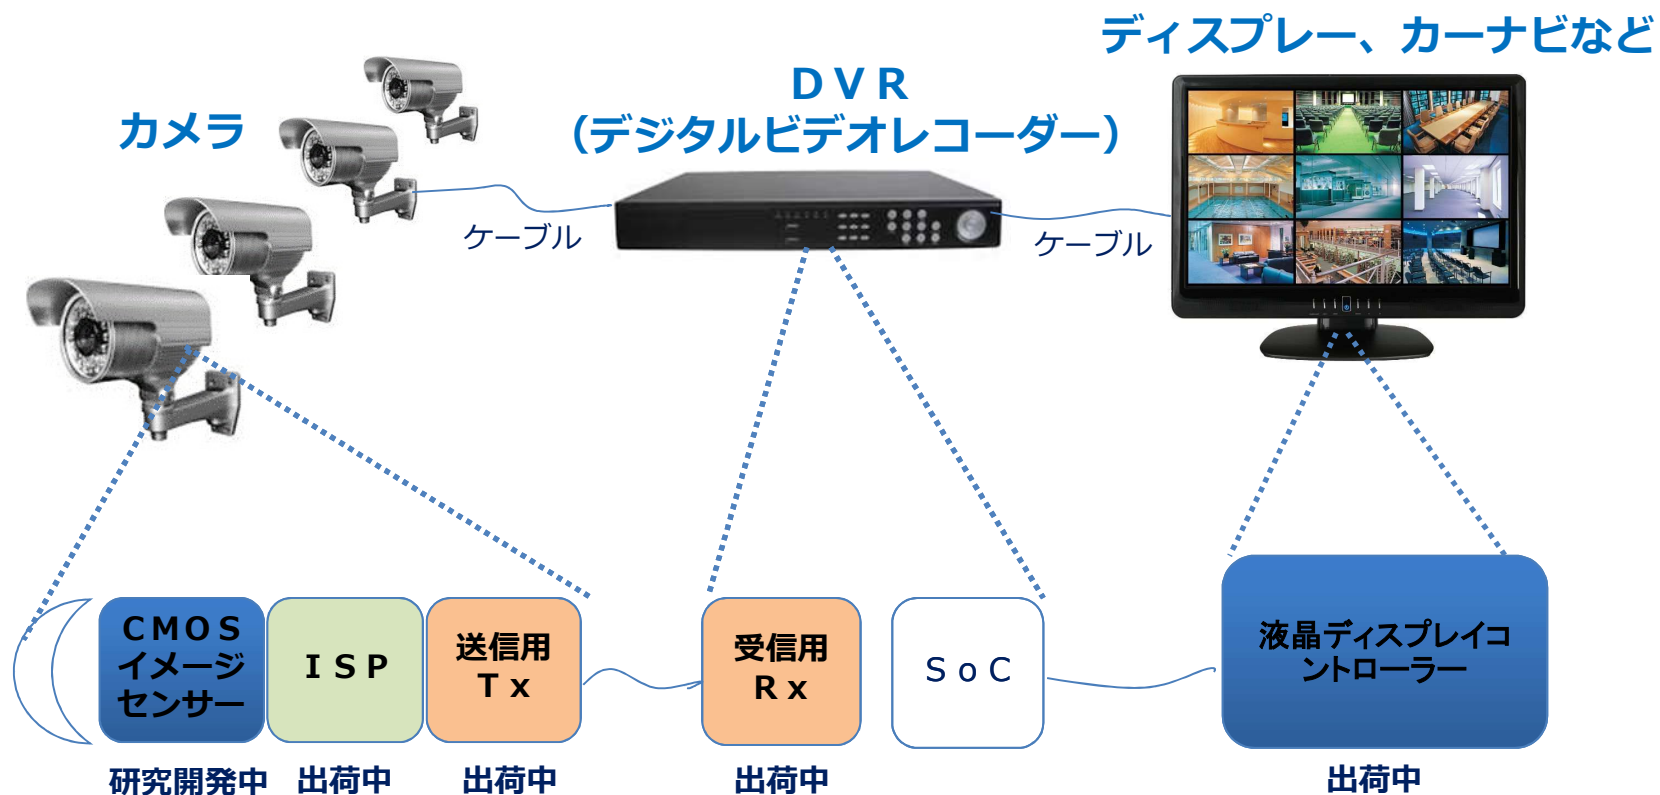 ディスプレー、カーナビなど
ＤＶＲ
（デジタルビデオレコーダー）
カメラ
ケーブル
ケーブル
ＣＭＯＳ
イメージ
センサー
ＩＳＰ
送信用
Ｔｘ
受信用
Ｒｘ
ＳｏＣ
液晶ディスプレイコ
ントローラー
研究開発中
出荷中
出荷中
出荷中
出荷中